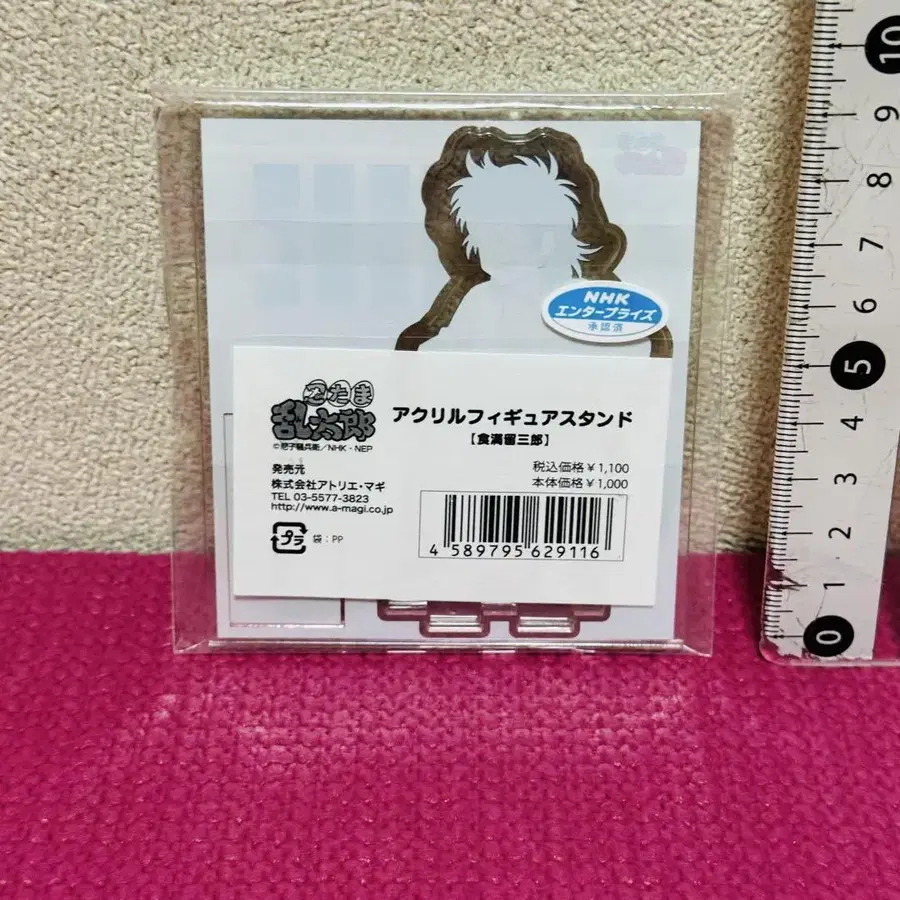 NHK
エンタープライズ
承認済
忍たま
乱太郎
©尼子騒兵衛/NHK・NEP
アクリルフィギュアスタンド
【食満留三郎】
発売元
株式会社アトリエ・マギ
TEL 03-5577-3823
http://www.a-magi.co.jp
税込価格￥1,100
本体価格￥1,000
プラ
袋：PP
4 589795 629116
10
9
8
7
6
5
4
3
2
1
0